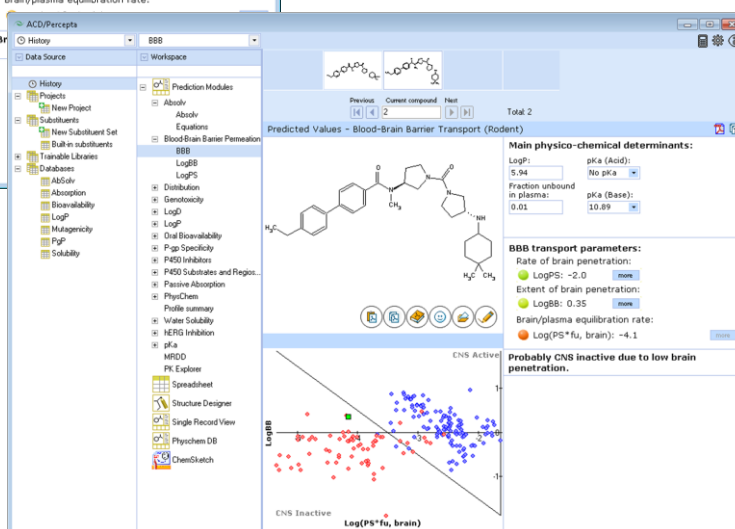 Brain/plasma equilibration rate:
ACD/Percepta
History
BBB
Data Source
Workspace
History
Projects
New Project
Substituents
New Substituent Set
Built-in substituents
Trainable Libraries
Databases
AbSolv
Absorption
Bioavailability
LogP
Mutagenicity
PgP
Solubility
Prediction Modules
Absolv
Absolv
Equations
Blood-Brain Barrier Permeation
BBB
LogBB
LogPS
Distribution
Genotoxicity
LogD
LogP
Oral Bioavailability
P-gp Specificity
P450 Inhibitors
P450 Substrates and Regios...
Passive Absorption
PhysChem
Profile summary
Water Solubility
hERG Inhibition
pKa
MRDD
PK Explorer
Spreadsheet
Structure Designer
Single Record View
Physchem DB
ChemSketch
Previous Current compound Next
2
Total: 2
Predicted Values - Blood-Brain Barrier Transport (Rodent)
O
N
CH₃
N
O
N
NH
H₃C
H₃C CH₃
Main physico-chemical determinants:
LogP: pKa (Acid):
5.94 No pKa
Fraction unbound
in plasma: pKa (Base):
0.01 10.89
BBB transport parameters:
Rate of brain penetration:
LogPS: -2.0 more
Extent of brain penetration:
LogBB: 0.35 more
Brain/plasma equilibration rate:
Log(PS*fu, brain): -4.1 more
Probably CNS inactive due to low brain
penetration.
CNS Active
LogBB
1
0
-1
CNS Inactive
Log(PS*fu, brain)